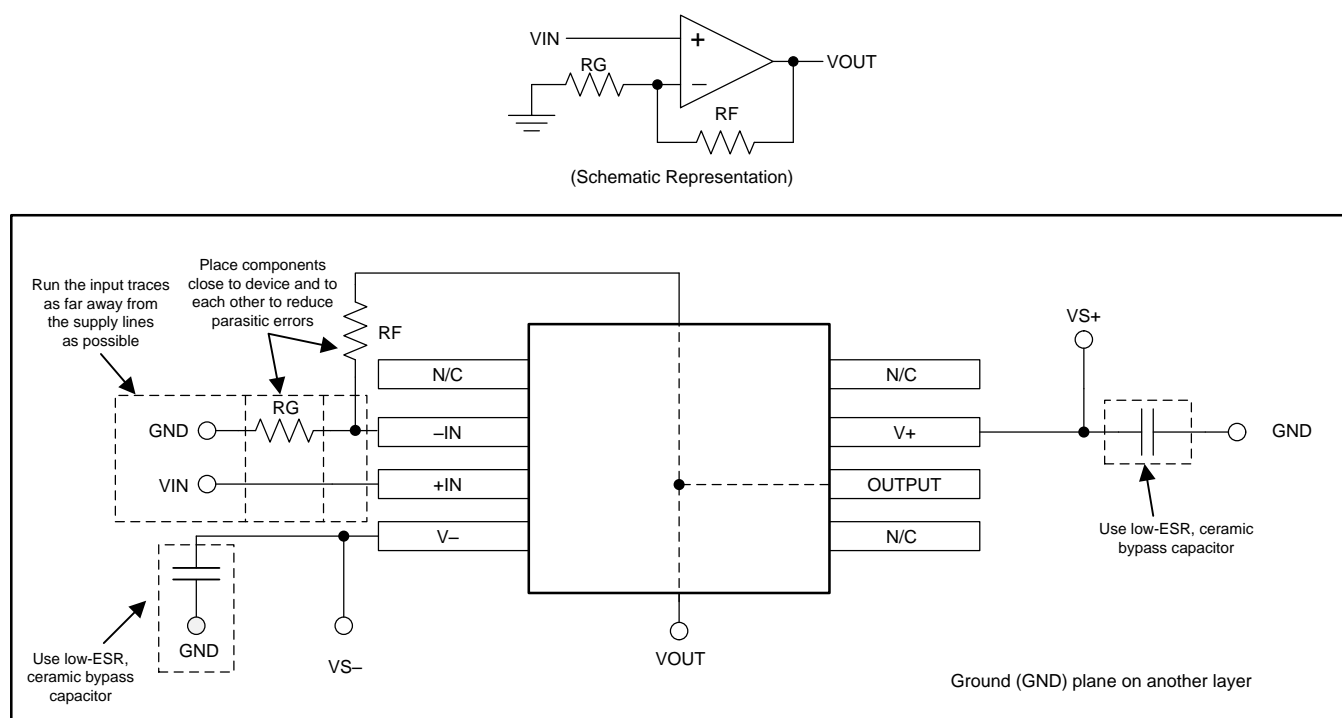 VIN
+
RG
–
VOUT
RF
(Schematic Representation)
Run the input traces
as far away from
the supply lines
as possible
Place components
close to device and to
each other to reduce
parasitic errors
RF
VS+
N/C
N/C
RG
GND
–IN
V+
GND
VIN
+IN
OUTPUT
V–
N/C
Use low-ESR, ceramic
bypass capacitor
GND
VS–
VOUT
Use low-ESR,
ceramic bypass
capacitor
Ground (GND) plane on another layer